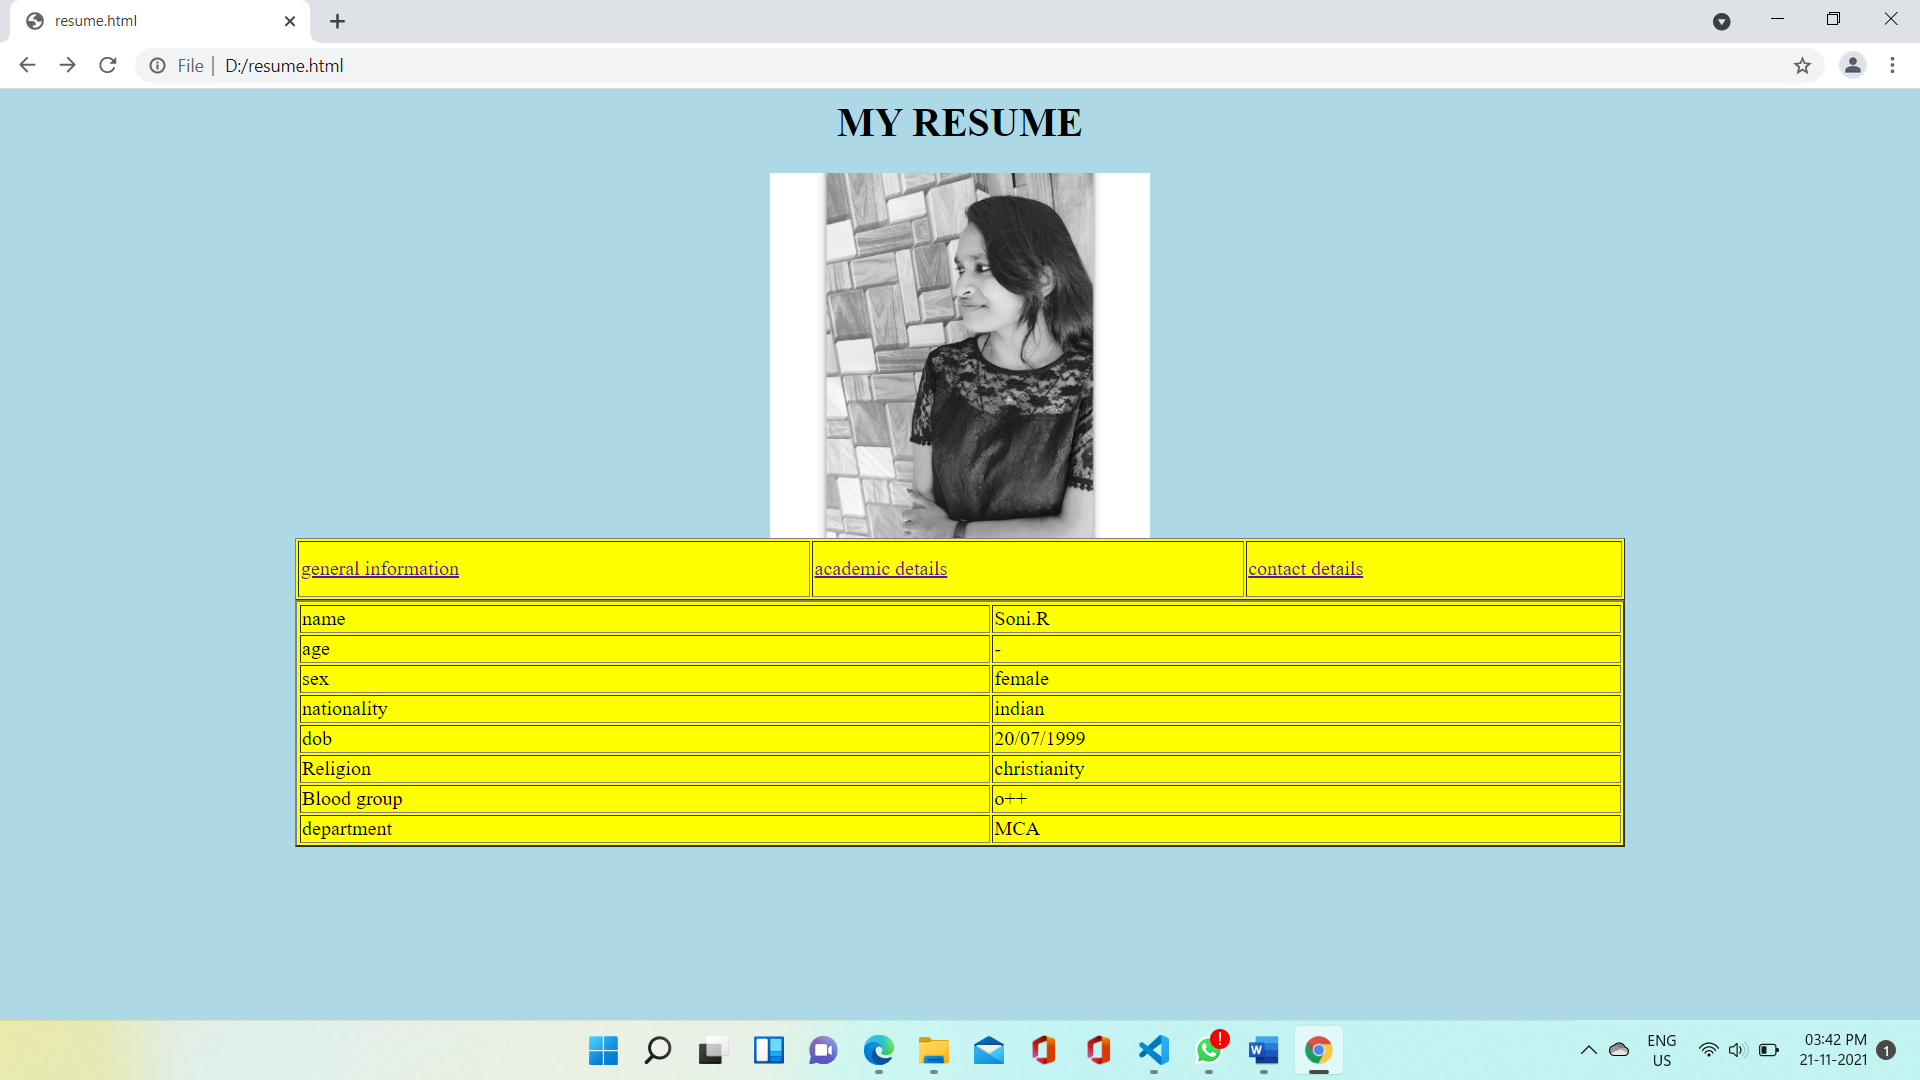 resume.html
File | D:/resume.html
MY RESUME
general information academic details contact details
name Soni.R
age -
sex female
nationality indian
dob 20/07/1999
Religion christianity
Blood group o++
department MCA
ENG 03:42 PM
US 21-11-2021 1